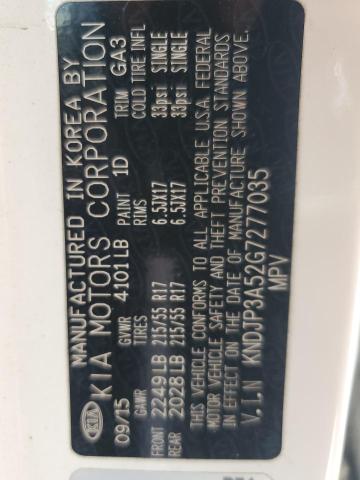 MANUFACTURED IN KOREA BY
KIA KIA MOTORS CORPORATION
09/15 GVWR 4101LB PAINT 1D TRIM GA3
GAWR TIRES RIMS COLD TIRE INFL
FRONT 2249LB 215/55 R17 6.5JX17 33psi SINGLE
REAR 2028LB 215/55 R17 6.5JX17 33psi SINGLE
THIS VEHICLE CONFORMS TO ALL APPLICABLE U.S.A. FEDERAL
MOTOR VEHICLE SAFETY AND THEFT PREVENTION STANDARDS
IN EFFECT ON THE DATE OF MANUFACTURE SHOWN ABOVE.
V.I.N KNDJP3A52G7277035
MPV